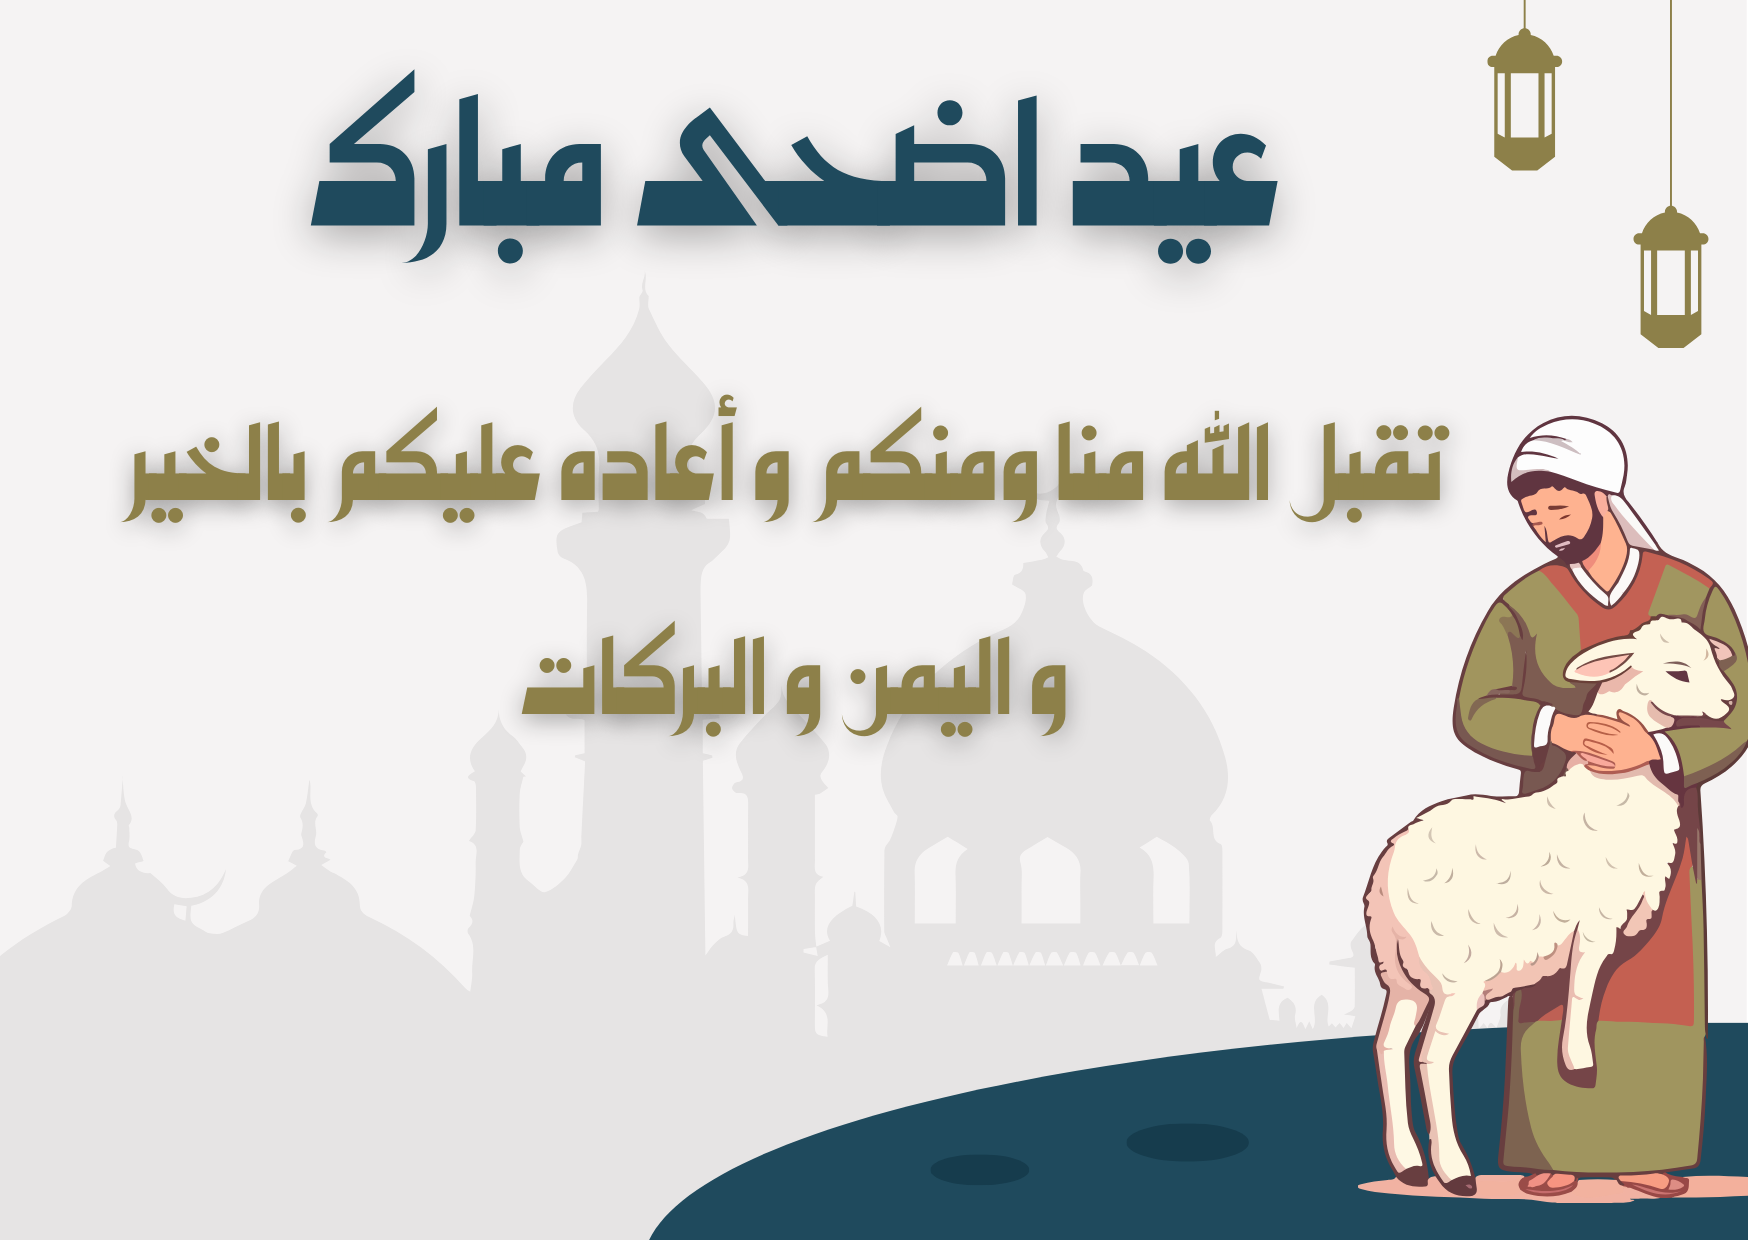 عيد اضحى مبارك
تقبل الله منا ومنكم و أعاده عليكم بالخير
و اليمن و البركات